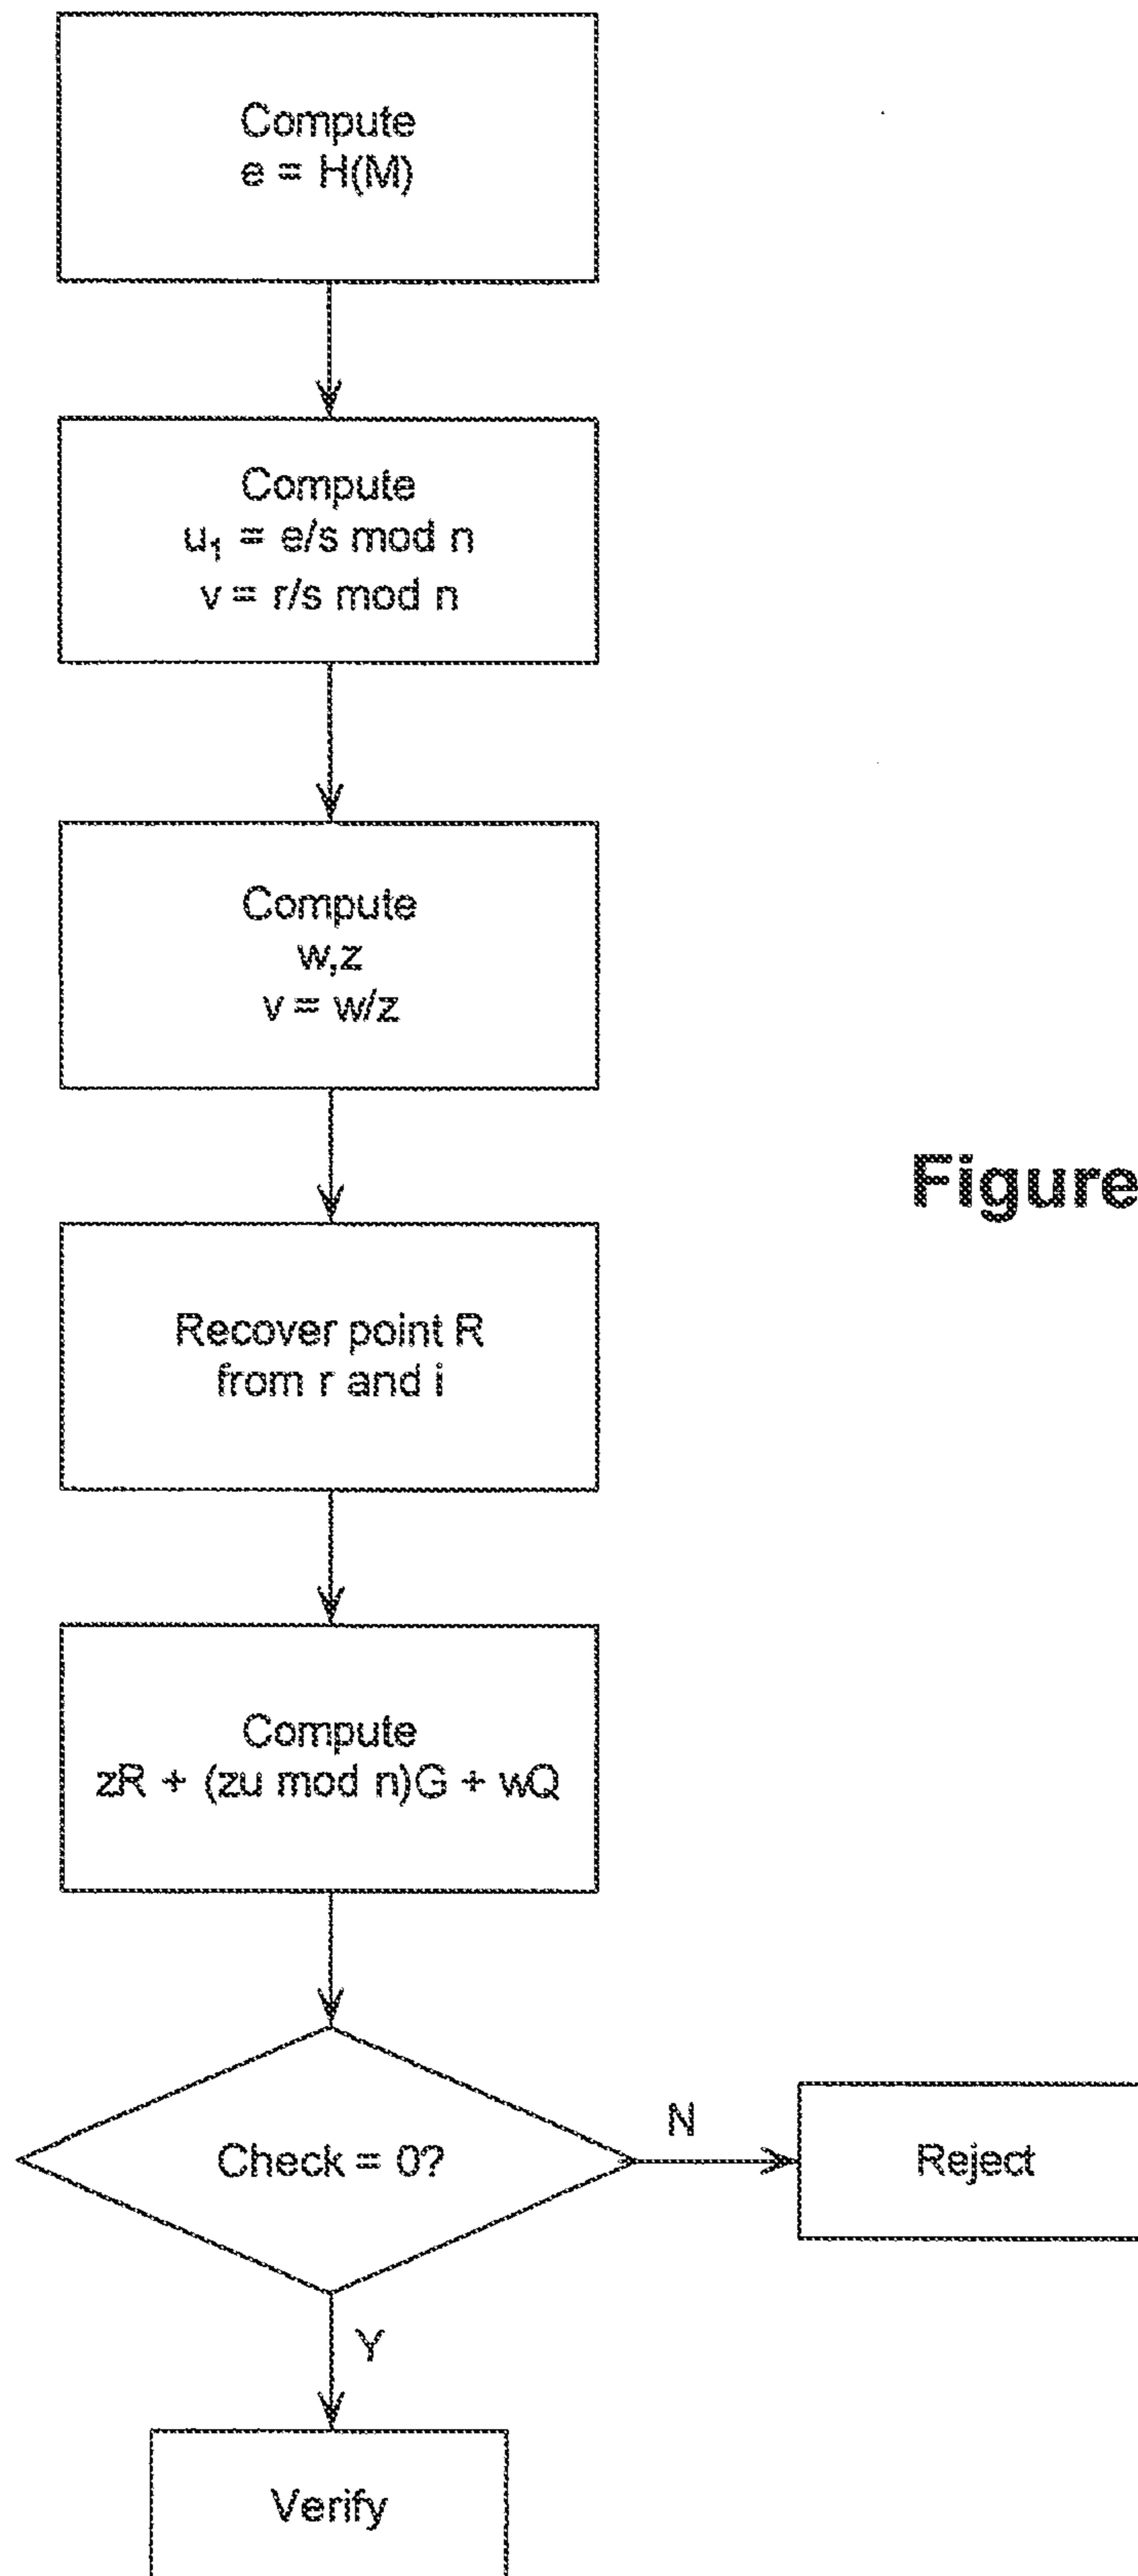 Compute
e = H(M)
Compute
u₁ = e/s mod n
v = r/s mod n
Compute
w,z
v = w/z
Figure
Recover point R
from r and i
Compute
zR + (zu mod n)G + wQ
Check = 0?
N
Reject
Y
Verify